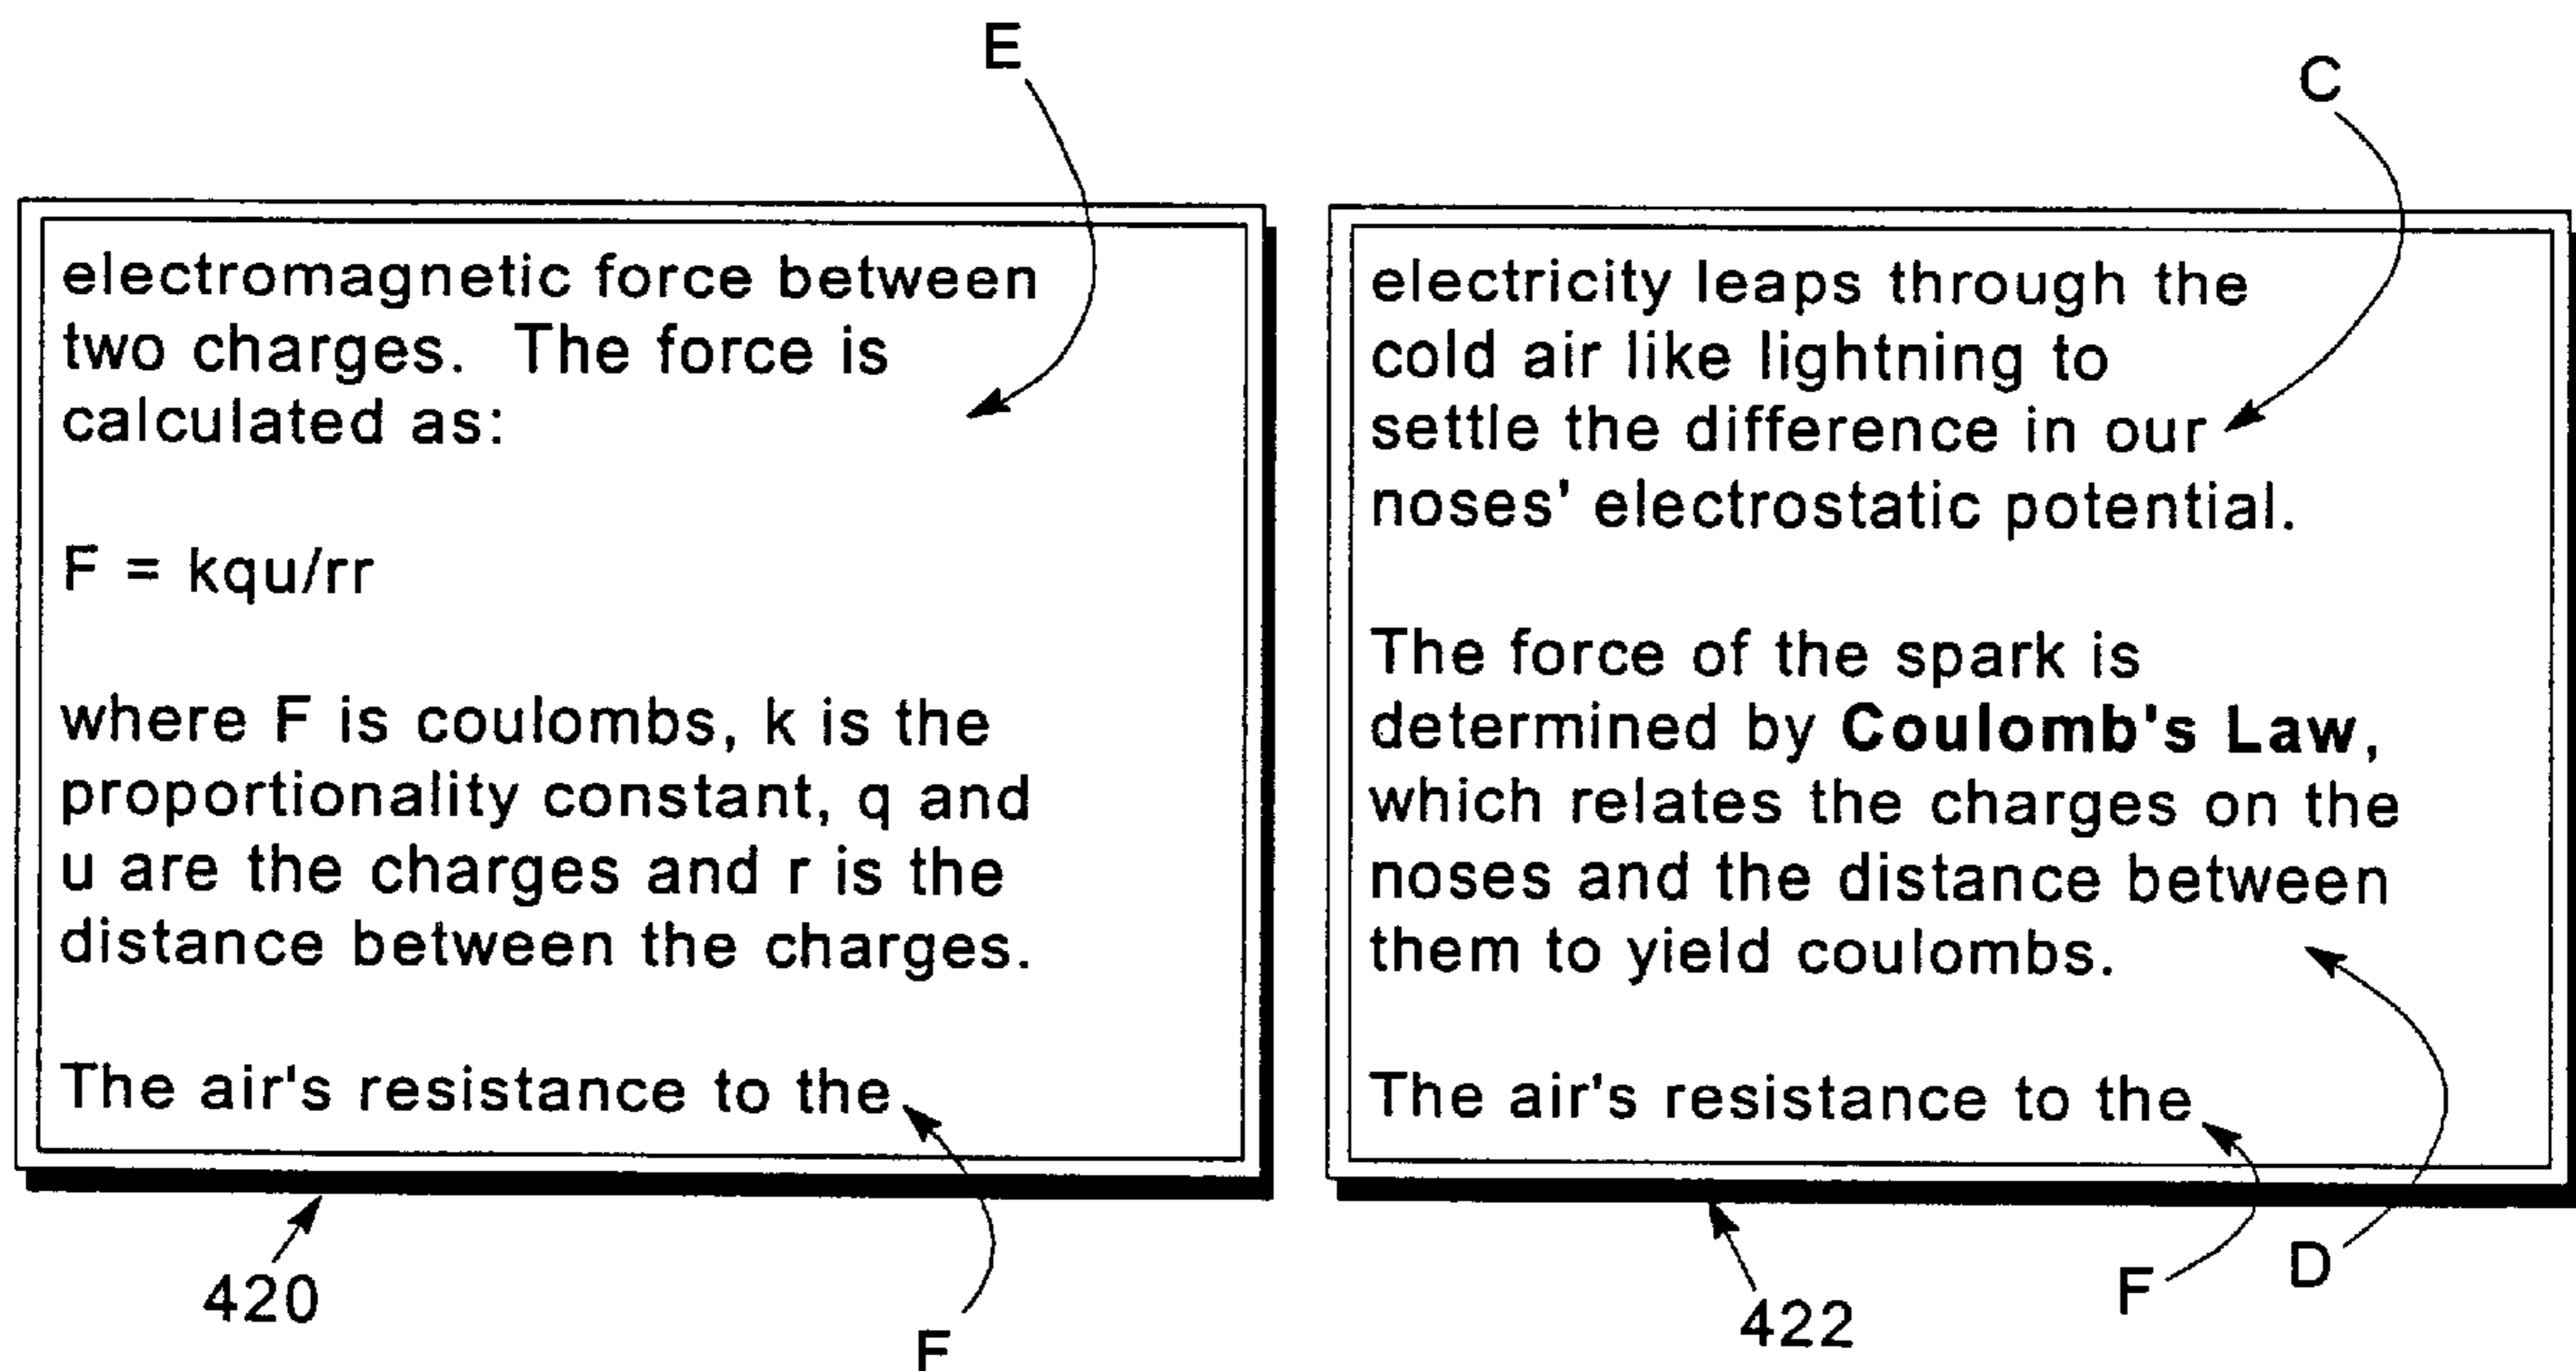 E
C
electromagnetic force between
two charges.  The force is
calculated as:
F = kqu/rr
where F is coulombs, k is the
proportionality constant, q and
u are the charges and r is the
distance between the charges.
The air's resistance to the
electricity leaps through the
cold air like lightning to
settle the difference in our
noses' electrostatic potential.
The force of the spark is
determined by Coulomb's Law,
which relates the charges on the
noses and the distance between
them to yield coulombs.
The air's resistance to the
420
F
422
F
D